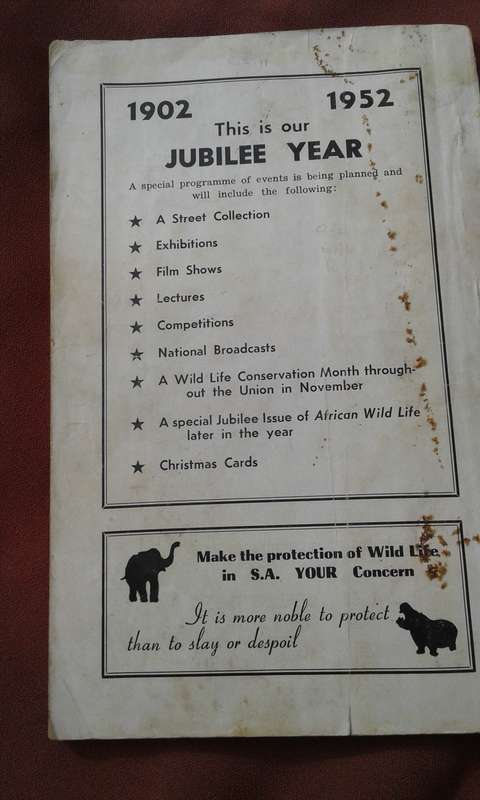 1902 1952
This is our
JUBILEE YEAR
A special programme of events is being planned and
will include the following:
★ A Street Collection
★ Exhibitions
★ Film Shows
★ Lectures
★ Competitions
★ National Broadcasts
★ A Wild Life Conservation Month through-
out the Union in November
★ A special Jubilee Issue of African Wild Life
later in the year
★ Christmas Cards
Make the protection of Wild Life
in S.A. YOUR Concern
It is more noble to protect
than to slay or despoil